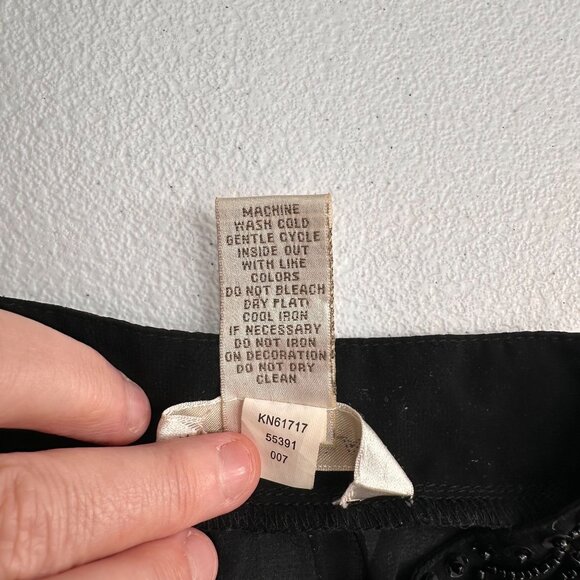 MACHINE
WASH COLD
GENTLE CYCLE
INSIDE OUT
WITH LIKE
COLORS
DO NOT BLEACH
DRY FLAT
COOL IRON
IF NECESSARY
DO NOT IRON
ON DECORATION
DO NOT DRY
CLEAN
KN61717
55391
007